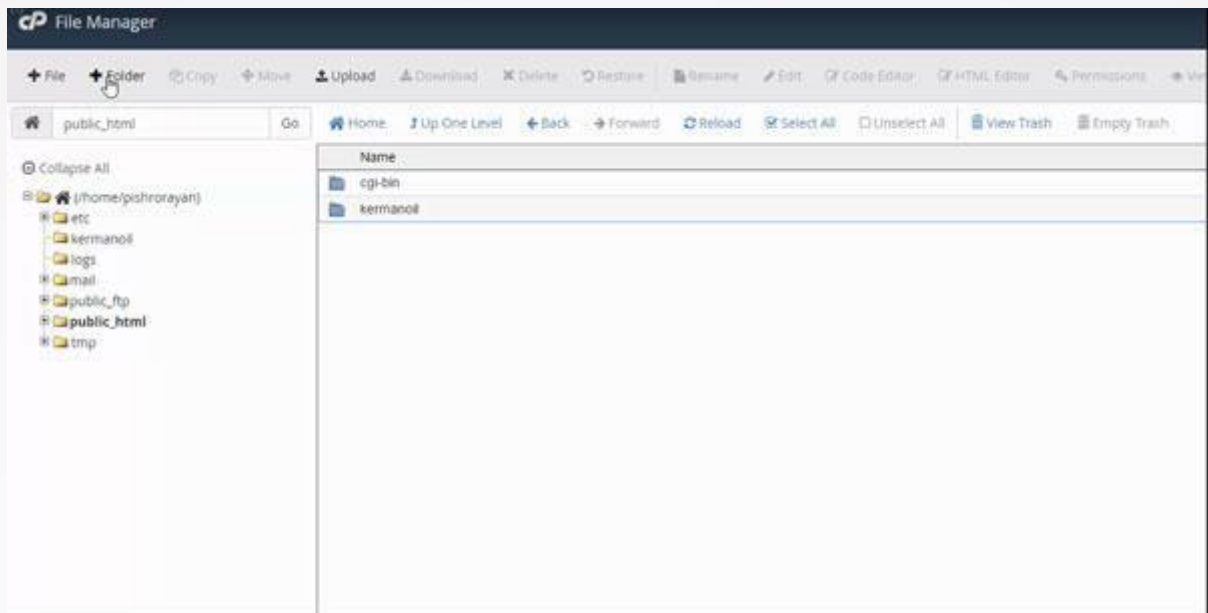 cP File Manager
File Folder Copy Move Upload Download Delete Restore Rename Edit Code Editor HTML Editor Permissions
public_html Go Home Up One Level Back Forward Reload Select All Unselect All View Trash Empty Trash
Collapse All
Name
(/home/pishrorayan)
cgi-bin
etc
kermanoil
kermanoil
logs
mail
public_ftp
public_html
tmp